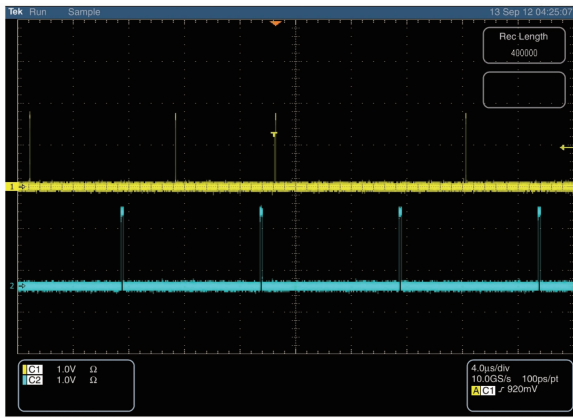 Tek Run Sample 13 Sep 12 04:25:07
Rec Length
400000
T
1
2
C1 1.0V Ω
C2 1.0V Ω
4.0µs/div
10.0GS/s 100ps/pt
A C1 920mV